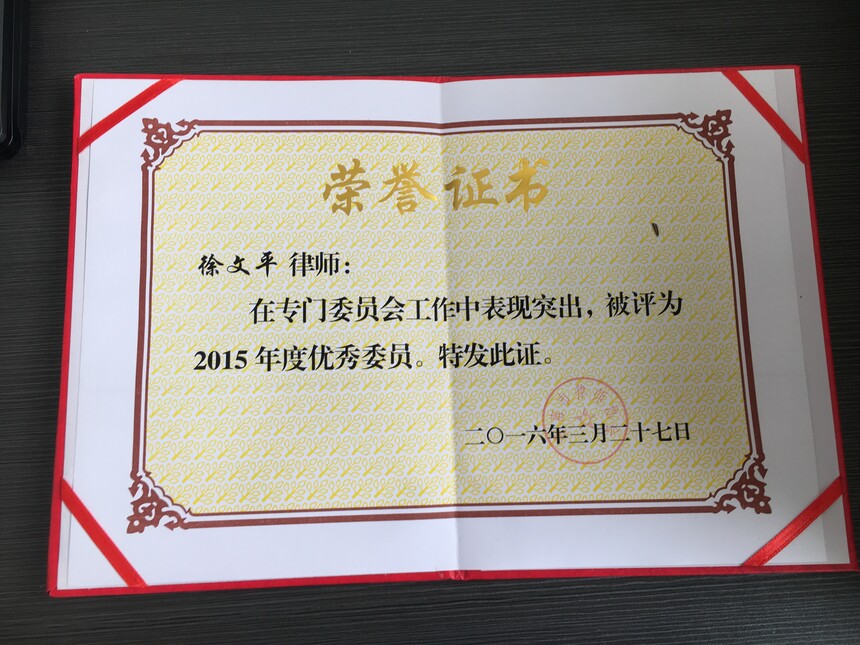 荣誉证书
徐文平 律师：
在专门委员会工作中表现突出，被评为
2015 年度优秀委员。特发此证。
二〇一六年三月二十七日